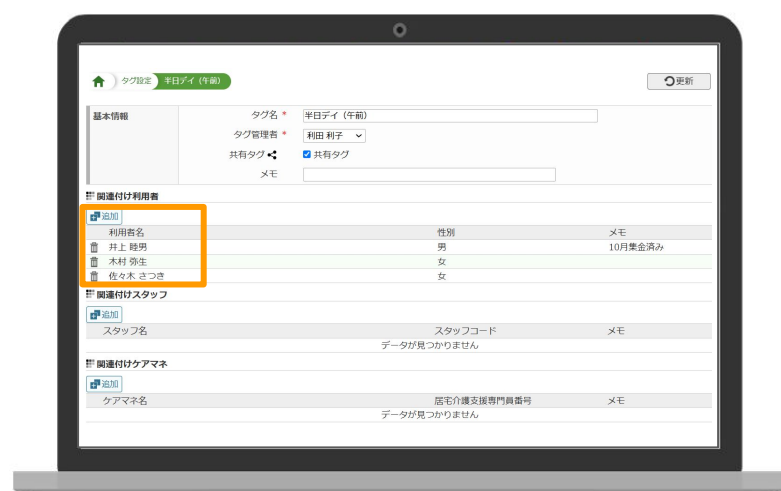 タグ設定 半日デイ（午前） 更新
基本情報 タグ名 * 半日デイ（午前）
タグ管理者 * 利田 利子
共有タグ 共有タグ
メモ
関連付け利用者
追加
利用者名 性別 メモ
井上 睦男 男 10月集金済み
木村 弥生 女
佐々木 さつき 女
関連付けスタッフ
追加
スタッフ名 スタッフコード メモ
データが見つかりません
関連付けケアマネ
追加
ケアマネ名 居宅介護支援専門員番号 メモ
データが見つかりません